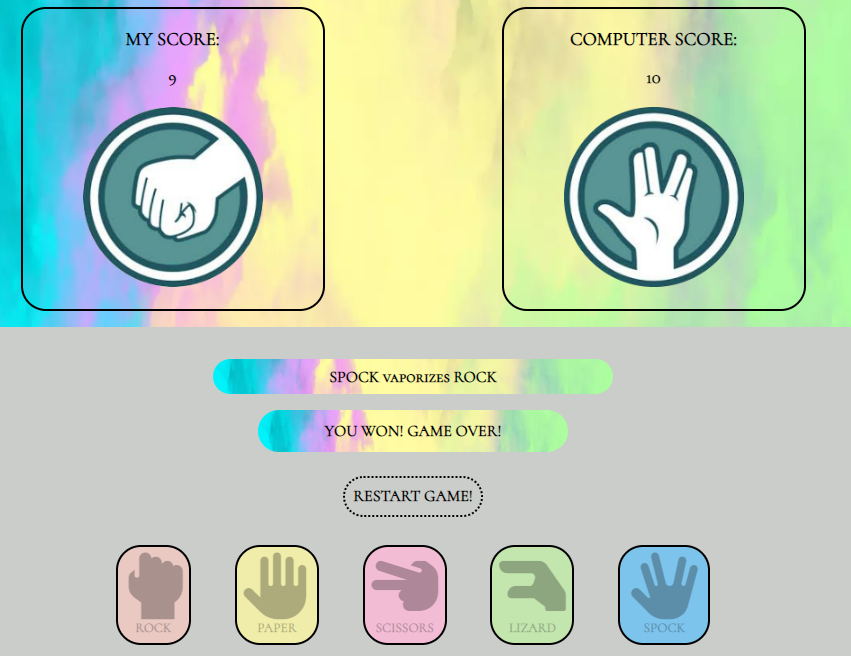 MY SCORE:
COMPUTER SCORE:
9
10
SPOCK vaporizes ROCK
YOU WON! GAME OVER!
RESTART GAME!
ROCK
PAPER
SCISSORS
LIZARD
SPOCK